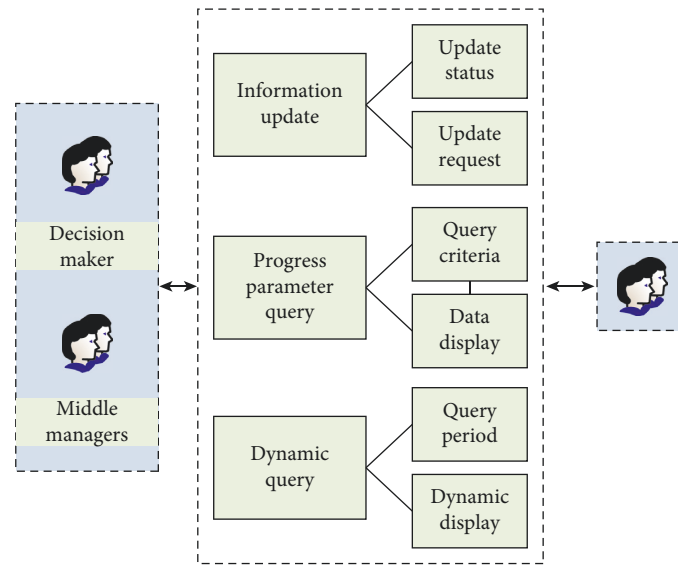 Decision
maker
Middle
managers
Information
update
Update
status
Update
request
Progress
parameter
query
Query
criteria
Data
display
Dynamic
query
Query
period
Dynamic
display